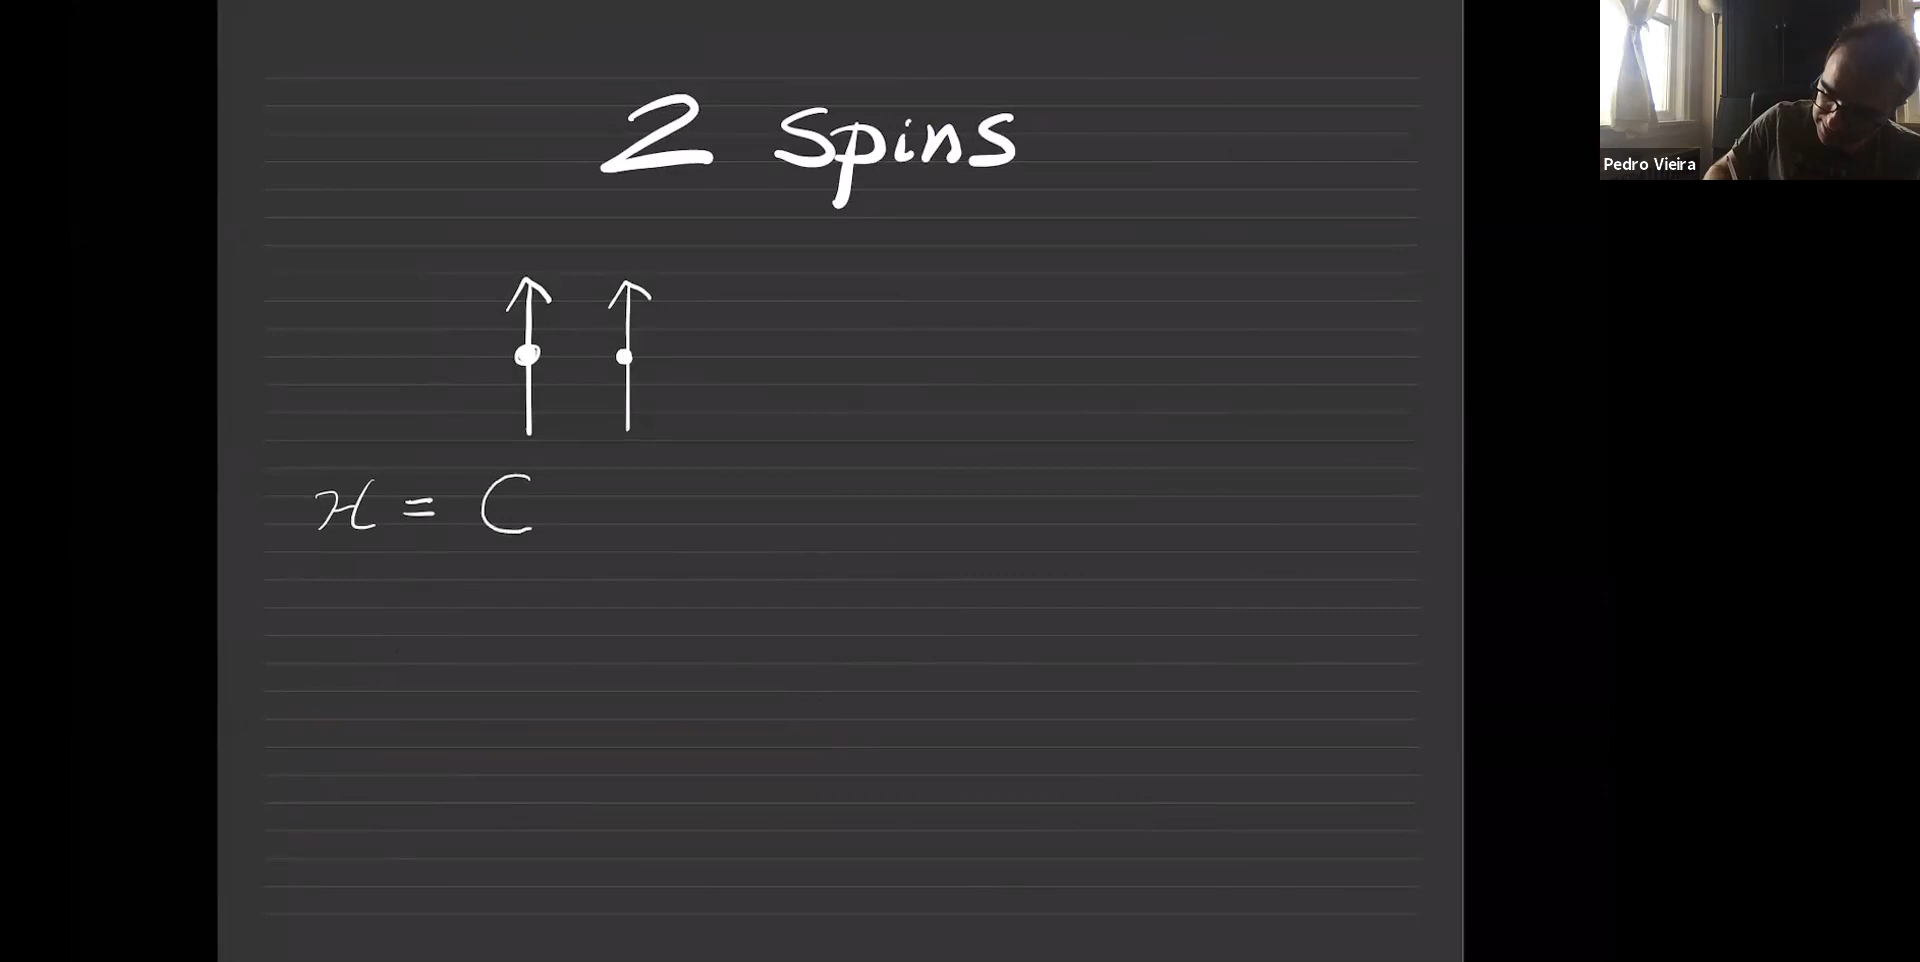 2 Spins
Pedro Vieira
ℋ = C